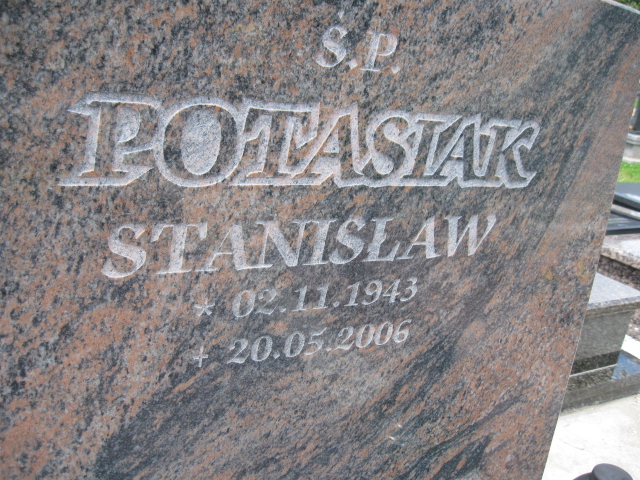 Ś.P.
POTASIAK
STANISŁAW
* 02.11.1943
+ 20.05.2006